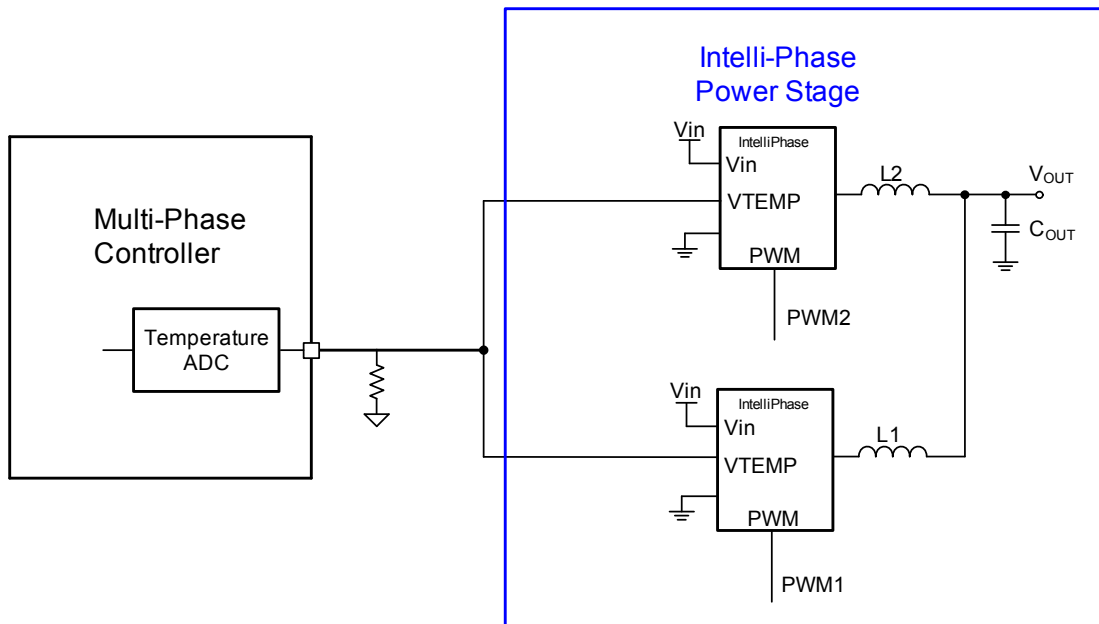 Intelli-Phase
Power Stage
Multi-Phase
Controller
Temperature
ADC
Vin
IntelliPhase
Vin
VTEMP
PWM
PWM2
L2
VOUT
COUT
Vin
IntelliPhase
Vin
VTEMP
PWM
PWM1
L1